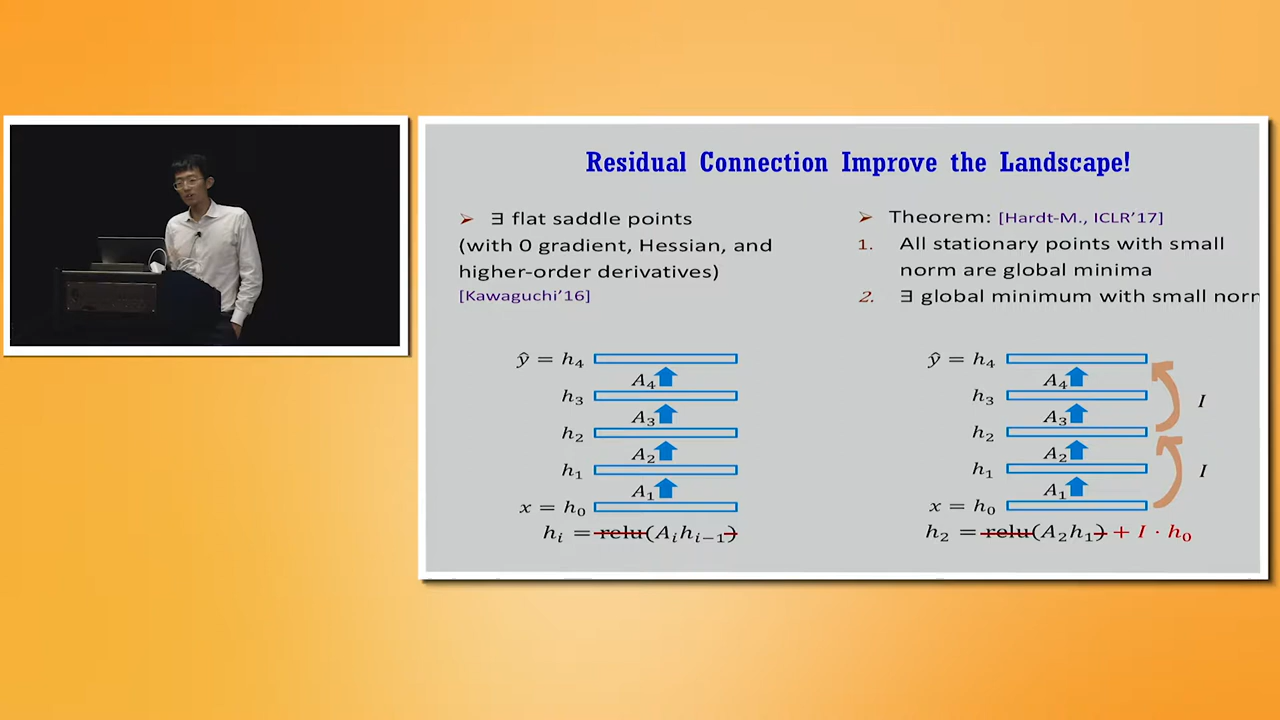 Residual Connection Improve the Landscape!
➢ ∃ flat saddle points
(with 0 gradient, Hessian, and
higher-order derivatives)
[Kawaguchi'16]
ŷ = h₄
A₄
h₃
A₃
h₂
A₂
h₁
A₁
x = h₀
hᵢ = relu(Aᵢhᵢ₋₁)
➢ Theorem: [Hardt-M., ICLR'17]
1. All stationary points with small
norm are global minima
2. ∃ global minimum with small norm
ŷ = h₄
A₄
h₃
I
A₃
h₂
A₂
h₁
I
A₁
x = h₀
h₂ = relu(A₂h₁) + I · h₀